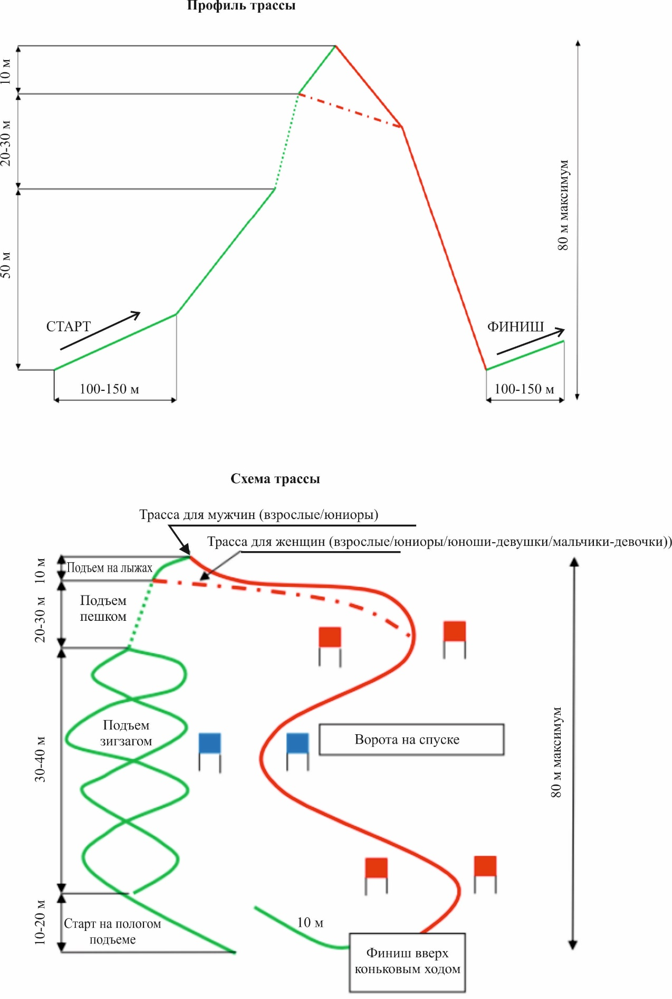 Профиль трассы
10 м
20-30 м
50 м
80 м максимум
СТАРТ
ФИНИШ
100-150 м
100-150 м
Схема трассы
Трасса для мужчин (взрослые/юниоры)
Трасса для женщин (взрослые/юниоры/юноши-девушки/мальчики-девочки))
10 м
Подъем на лыжах
20-30 м
Подъем
пешком
30-40 м
Подъем
зигзагом
Ворота на спуске
80 м максимум
10-20 м
Старт на пологом
подъеме
10 м
Финиш вверх
коньковым ходом